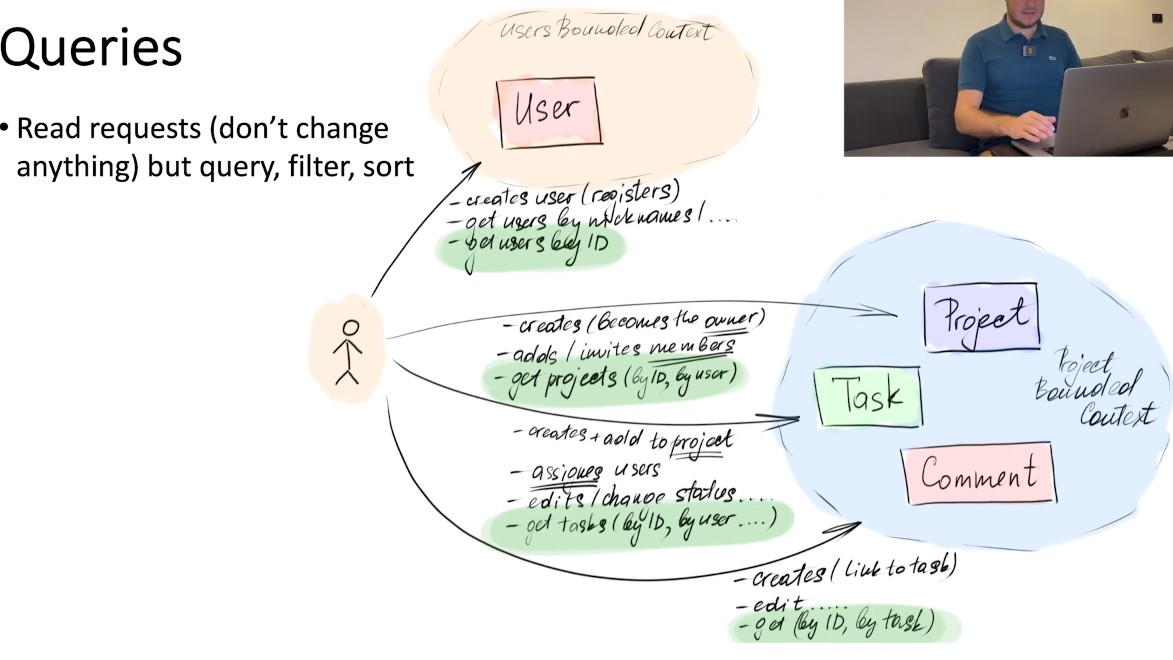 Queries
• Read requests (don't change
anything) but query, filter, sort
Users Bounded Context
User
- creates user (registers)
- get users by nicknames / ....
- get users by ID
- creates (becomes the owner)
- adds / invites members
- get projects (by ID, by user)
- creates + add to project
- assignes users
- edits / change status....
- get tasks (by ID, by user ....)
- creates (link to task)
- edit .....
- get (by ID, by task)
Project
Task
Comment
Project
Bounded
Context